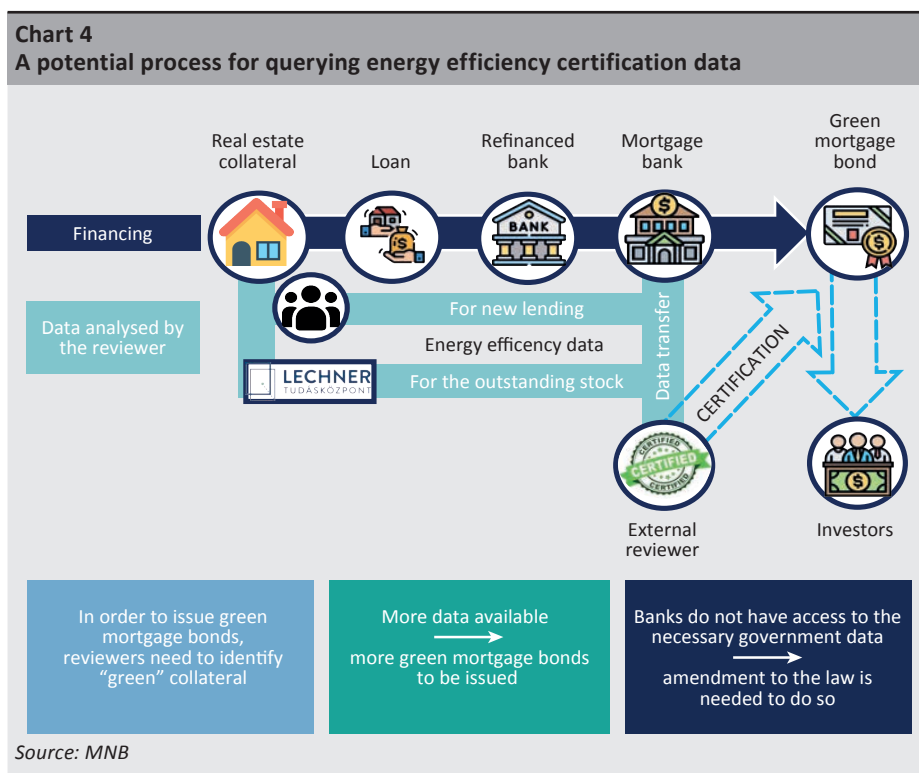 Chart 4
A potential process for querying energy efficiency certification data
Real estate
collateral
Loan
Refinanced
bank
Mortgage
bank
Green
mortgage
bond
Financing
BANK
Data analysed by
the reviewer
For new lending
Energy efficency data
LECHNER
TUDÁSKÖZPONT
For the outstanding stock
Data transfer
CERTIFICATION
CERTIFIED
CERTIFIED
CERTIFIED
External
reviewer
Investors
In order to issue green
mortgage bonds,
reviewers need to identify
“green” collateral
More data available
more green mortgage bonds
to be issued
Banks do not have access to the
necessary government data
amendment to the law is
needed to do so
Source: MNB